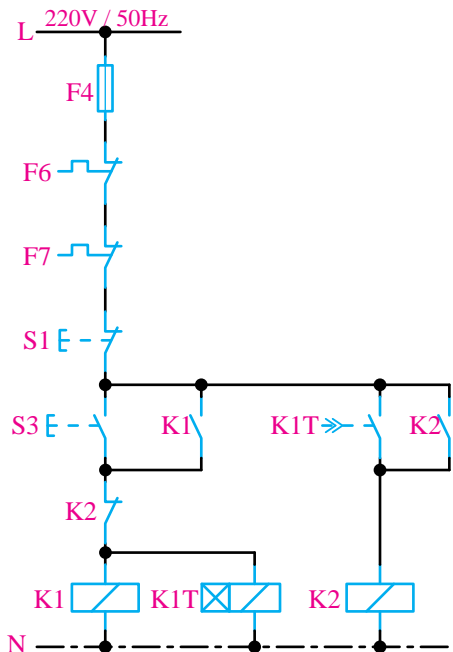 L 220V / 50Hz
F4
F6
F7
S1
S3 K1 K1T K2
K2
K1 K1T K2
N